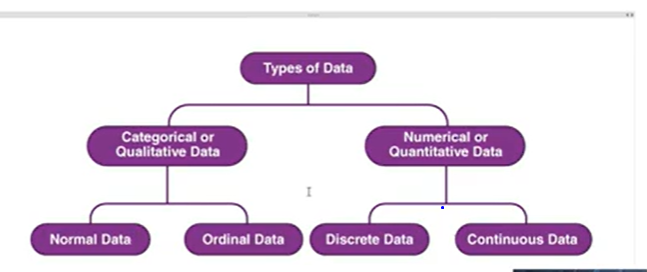 Types of Data
Categorical or
Qualitative Data
Numerical or
Quantitative Data
Normal Data
Ordinal Data
Discrete Data
Continuous Data